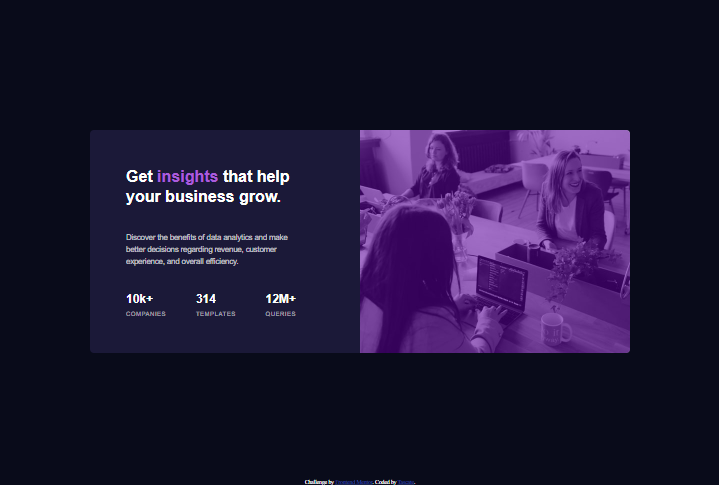 Get insights that help
your business grow.
Discover the benefits of data analytics and make
better decisions regarding revenue, customer
experience, and overall efficiency.
10k+ 314 12M+
COMPANIES TEMPLATES QUERIES
Challenge by Frontend Mentor. Coded by